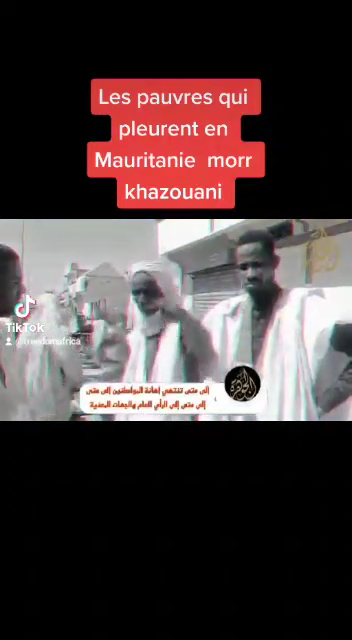 Les pauvres qui
pleurent en
Mauritanie morr
khazouani
TikTok
@freedomafrica
إلى متى تنتهي إهانة المواطنين إلى متى
إلى متى إلى الرأي العام والجهات المعنية